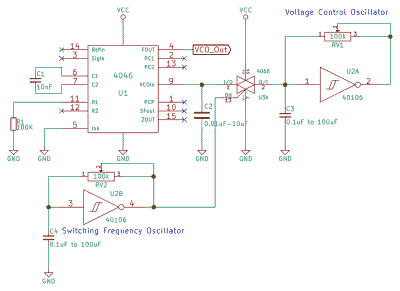 Voltage Control Oscillator
VCC
VCC
14 Refin
FOUT 4
VCO_Out
3 Sigin
PC1 2
PC2 13
C1
10nF
6 C1
7 C2
4046
U1
VCOin 9
11 R1
12 R2
5 Inh
PCP 1
SFout 10
ZOUT 15
R1
100K
GND
GND
GND
C2
0.01uF-10uF
GND
4066
I/O
O/I
1
2
13
U3A
GND
1
100k
3
2
RV1
1
U2A
2
40106
C3
0.1uF to 100uF
GND
1
100k
3
2
RV2
U2B
3
4
40106
Switching Frequency Oscillator
C4
0.1uF to 100uF
GND